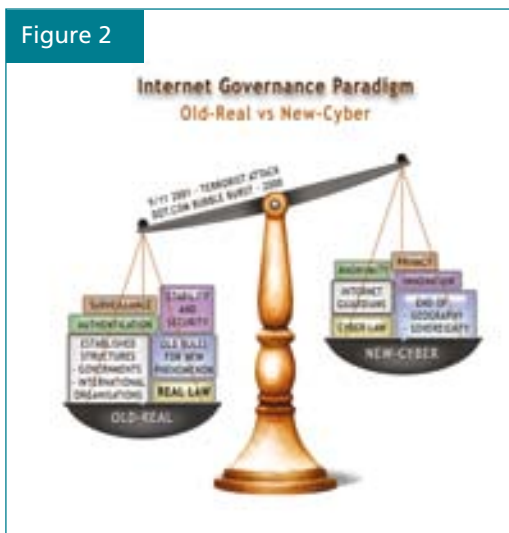 Figure 2
Internet Governance Paradigm
Old-Real vs New-Cyber
9/11 2001 - TERRORIST ATTACK
DOT.COM BUBBLE BURST - 2000
SURVEILLANCE
STABILITY
AND
SECURITY
AUTHENTICATION
ESTABLISHED
STRUCTURES
- GOVERNMENTS
- INTERNATIONAL
ORGANISATIONS
OLD RULES
FOR NEW
PHENOMENON
REAL LAW
OLD-REAL
ANONYMITY
PRIVACY
INTERNET
GUARDIANS
INNOVATION
CYBER LAW
END OF
GEOGRAPHY
- SOVEREIGNTY
NEW-CYBER